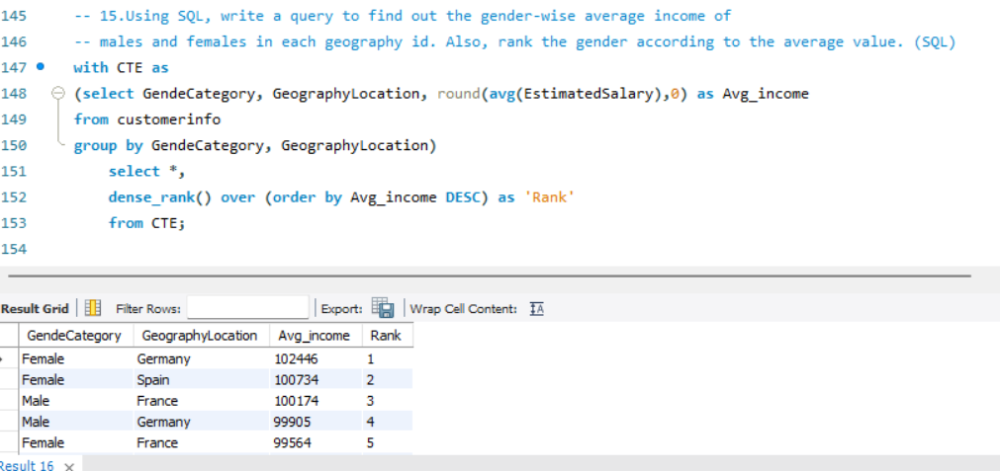 145 -- 15.Using SQL, write a query to find out the gender-wise average income of
146 -- males and females in each geography id. Also, rank the gender according to the average value. (SQL)
147 with CTE as
148 (select GendeCategory, GeographyLocation, round(avg(EstimatedSalary),0) as Avg_income
149 from customerinfo
150 group by GendeCategory, GeographyLocation)
151 select *,
152 dense_rank() over (order by Avg_income DESC) as 'Rank'
153 from CTE;
154
Result Grid Filter Rows: Export: Wrap Cell Content: IA
GendeCategory GeographyLocation Avg_income Rank
Female Germany 102446 1
Female Spain 100734 2
Male France 100174 3
Male Germany 99905 4
Female France 99564 5
Result 16 ×